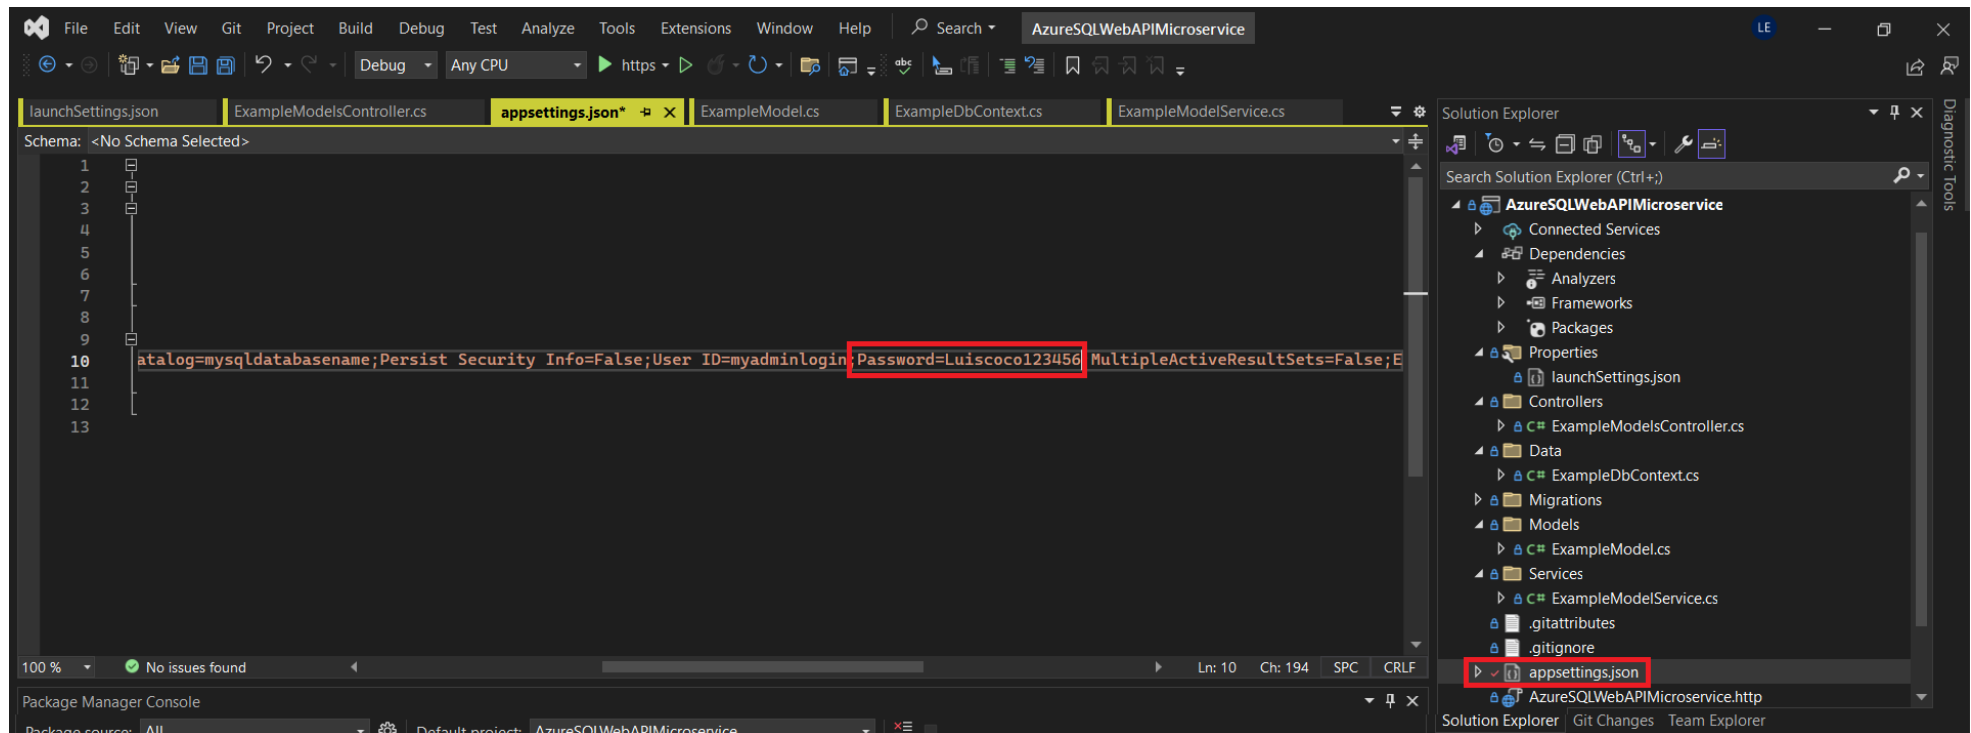 File Edit View Git Project Build Debug Test Analyze Tools Extensions Window Help Search AzureSQLWebAPIMicroservice LE
Debug Any CPU https
launchSettings.json ExampleModelsController.cs appsettings.json* ExampleModel.cs ExampleDbContext.cs ExampleModelService.cs
Schema: <No Schema Selected>
1
2
3
4
5
6
7
8
9
10 atalog=mysqldatabasename;Persist Security Info=False;User ID=myadminlogin;Password=Luiscoco123456 MultipleActiveResultSets=False;E
11
12
13
100 % No issues found Ln: 10 Ch: 194 SPC CRLF
Package Manager Console
Package source: All Default project: AzureSQLWebAPIMicroservice
Solution Explorer
Search Solution Explorer (Ctrl+;)
AzureSQLWebAPIMicroservice
Connected Services
Dependencies
Analyzers
Frameworks
Packages
Properties
launchSettings.json
Controllers
C# ExampleModelsController.cs
Data
C# ExampleDbContext.cs
Migrations
Models
C# ExampleModel.cs
Services
C# ExampleModelService.cs
.gitattributes
.gitignore
appsettings.json
AzureSQLWebAPIMicroservice.http
Solution Explorer Git Changes Team Explorer
Diagnostic Tools